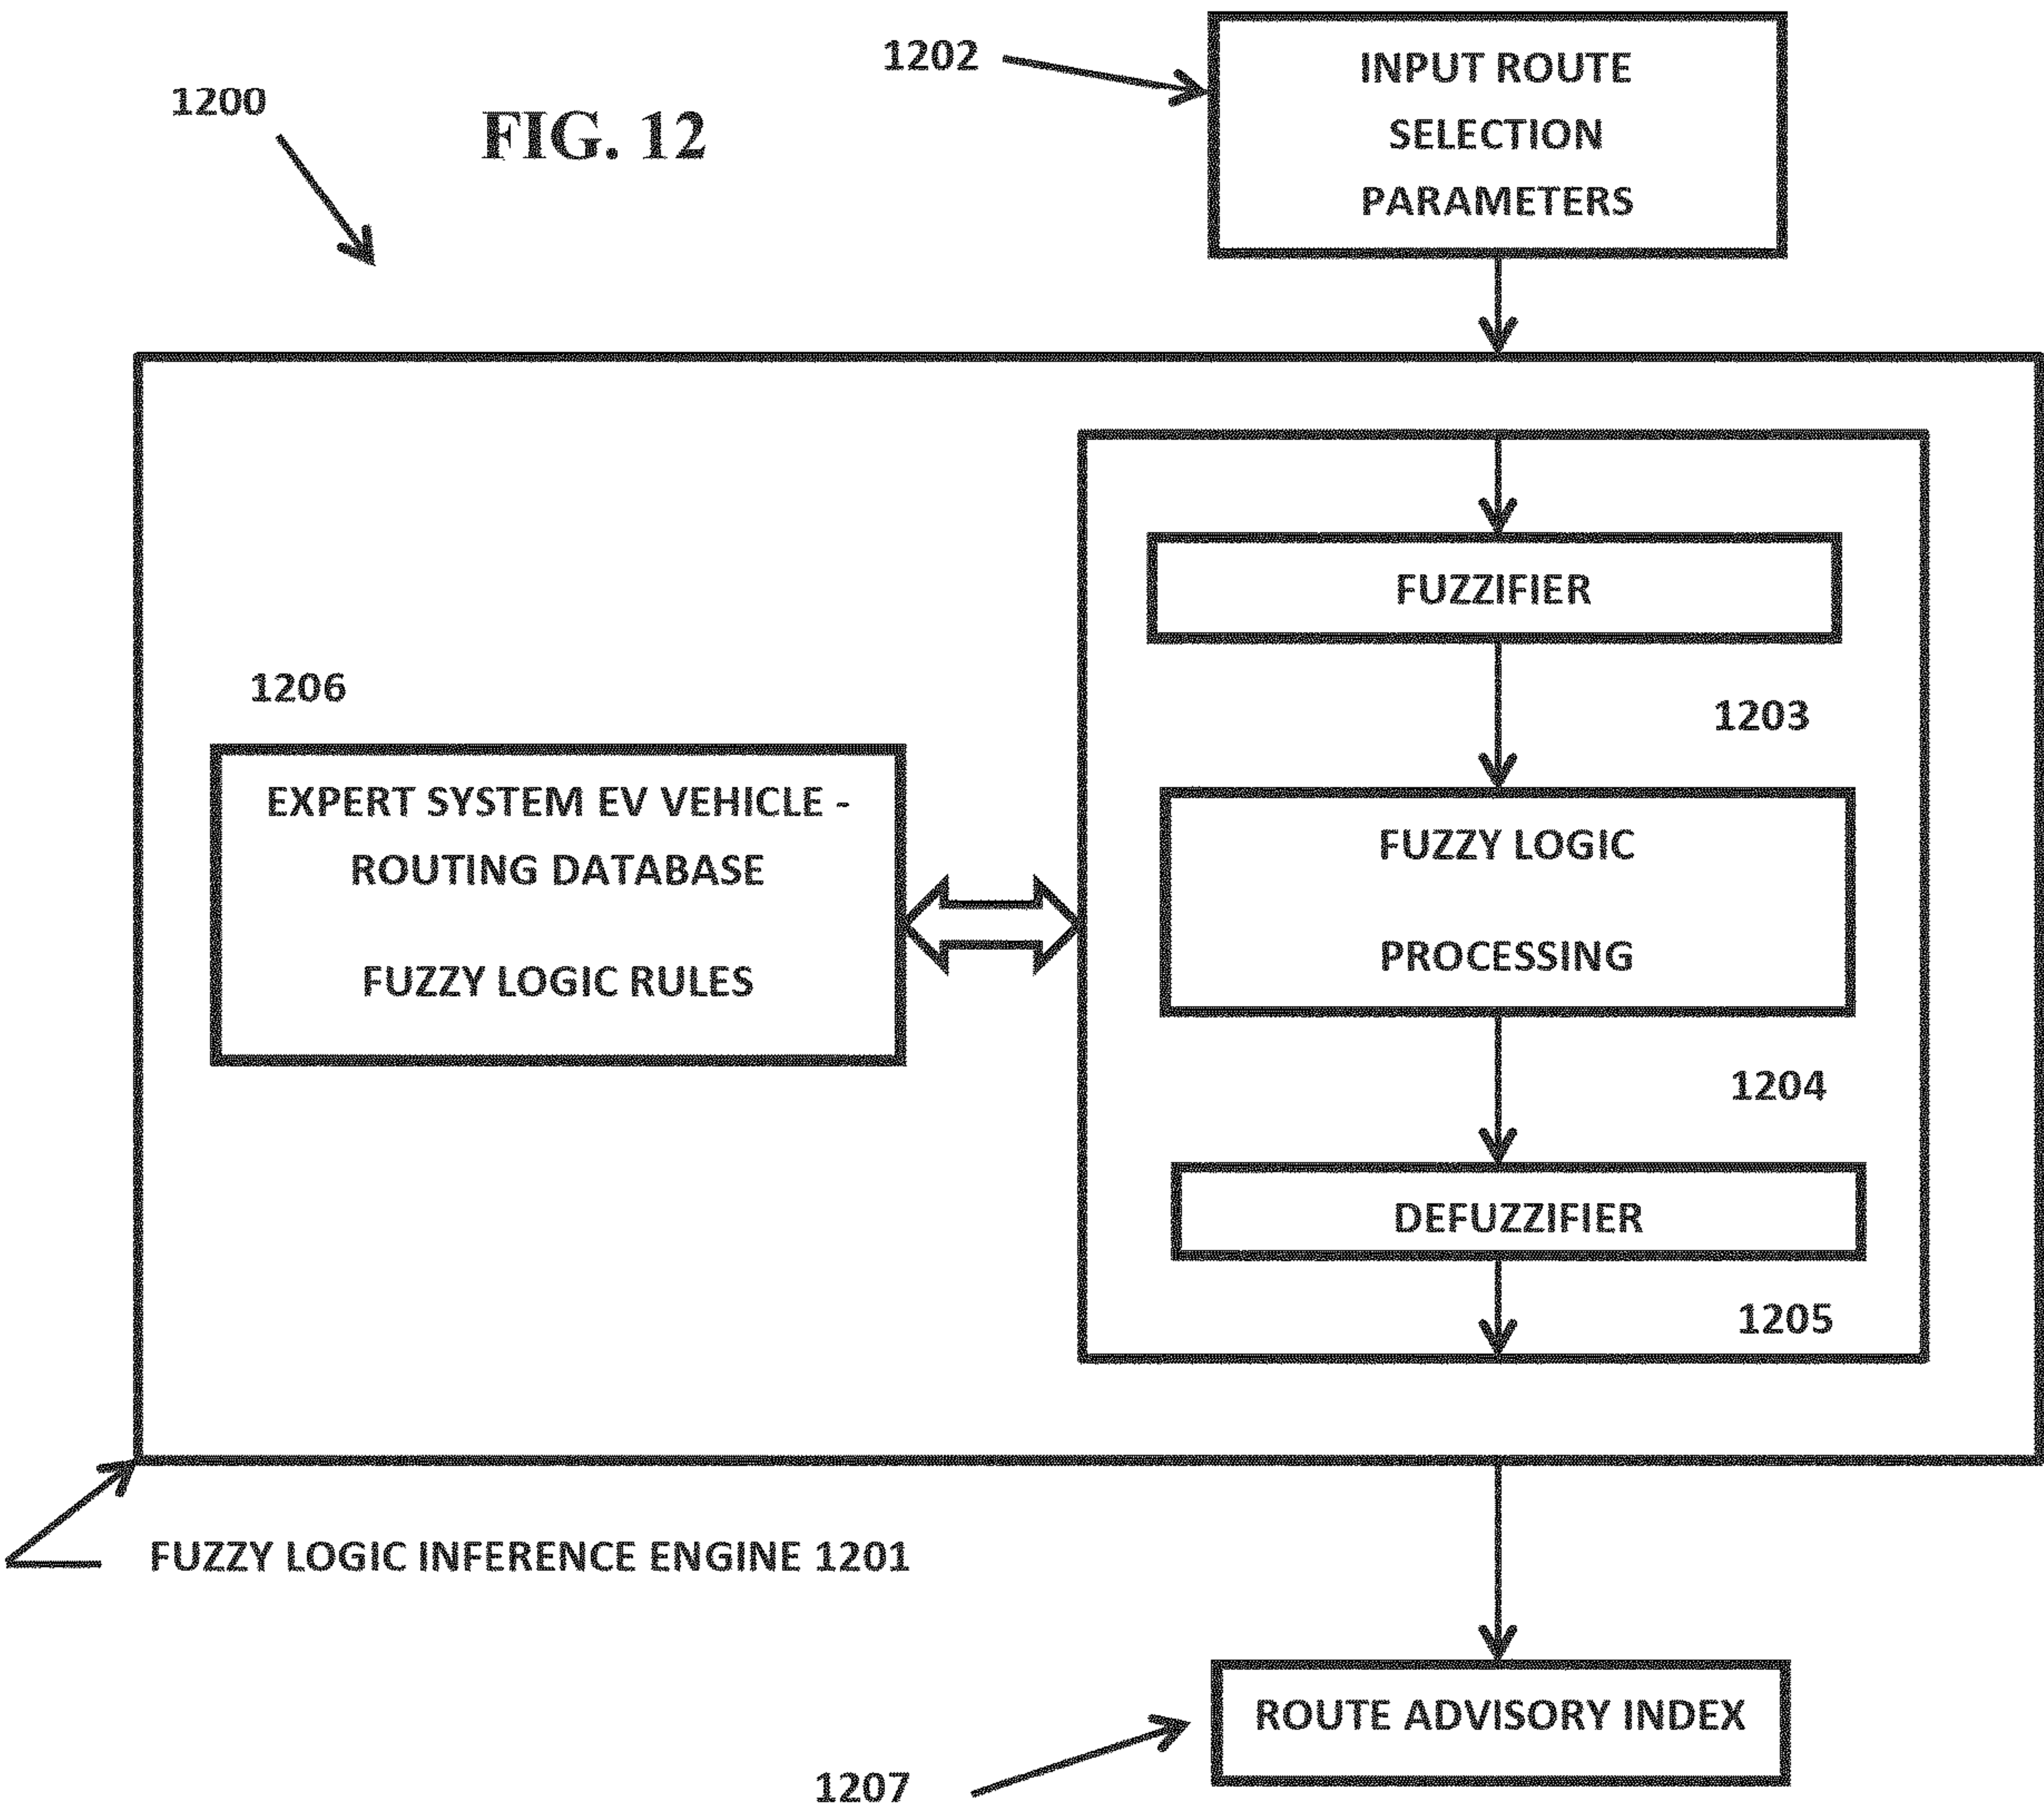 1202
INPUT ROUTE
SELECTION
PARAMETERS
1200
FIG. 12
FUZZIFIER
1203
1206
EXPERT SYSTEM EV VEHICLE -
ROUTING DATABASE
FUZZY LOGIC RULES
FUZZY LOGIC
PROCESSING
1204
DEFUZZIFIER
1205
FUZZY LOGIC INFERENCE ENGINE 1201
ROUTE ADVISORY INDEX
1207